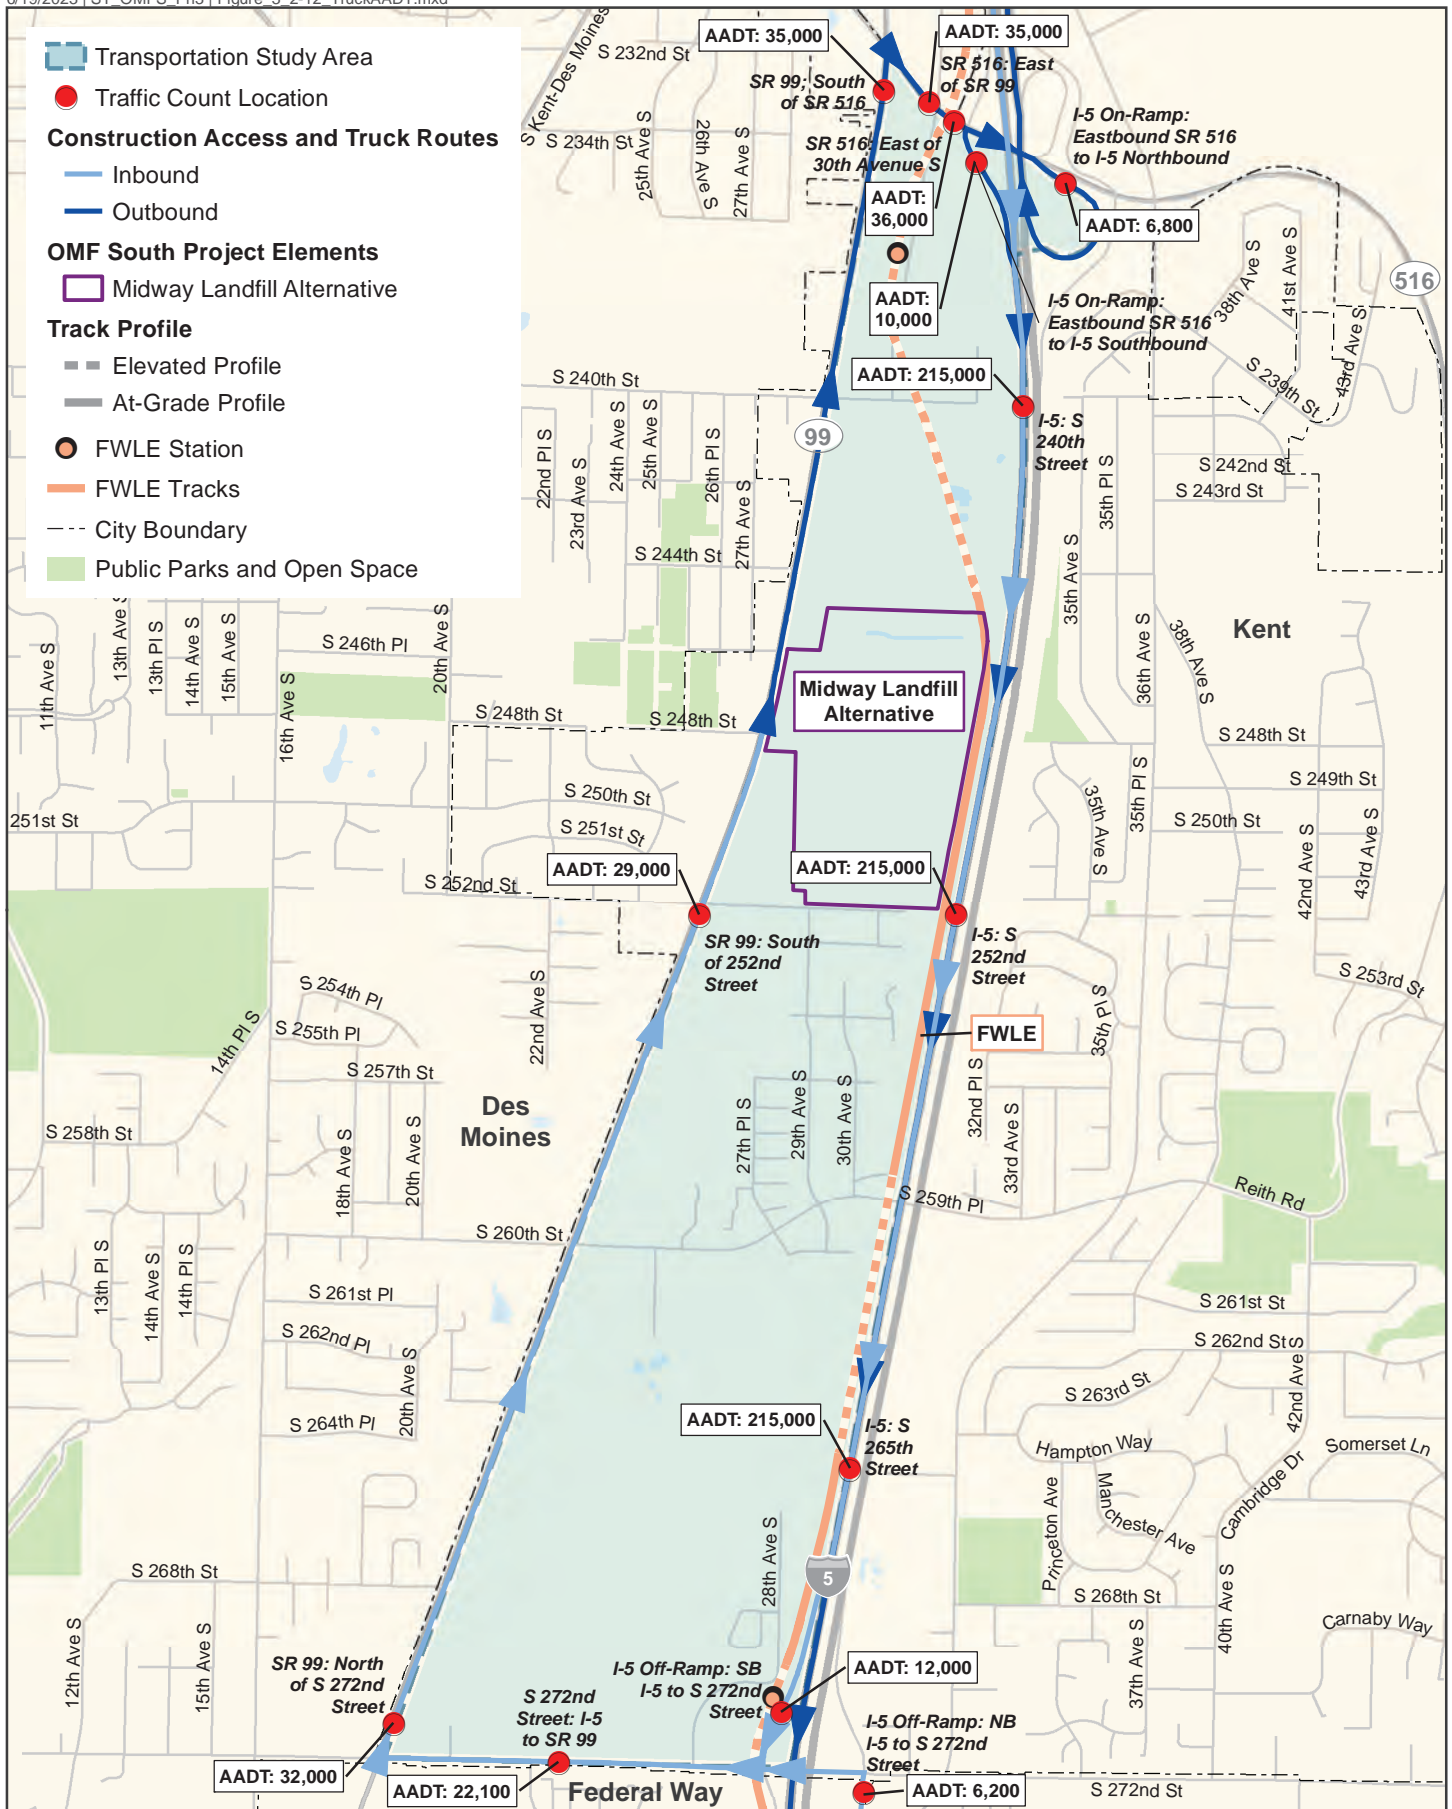 6/19/2023 | ST_OMFS_Ph3 | Figure_3_2-12_TruckAADT.mxd
Transportation Study Area
Traffic Count Location
Construction Access and Truck Routes
Inbound
Outbound
OMF South Project Elements
Midway Landfill Alternative
Track Profile
Elevated Profile
At-Grade Profile
FWLE Station
FWLE Tracks
City Boundary
Public Parks and Open Space
S Kent-Des Moines
S 232nd St
S 234th St
25th Ave S
26th Ave S
27th Ave S
AADT: 35,000
SR 99: South
of SR 516
AADT: 35,000
SR 516: East
of SR 99
SR 516: East of
30th Avenue S
AADT:
36,000
I-5 On-Ramp:
Eastbound SR 516
to I-5 Northbound
AADT: 6,800
AADT:
10,000
I-5 On-Ramp:
Eastbound SR 516
to I-5 Southbound
38th Ave S
41st Ave S
43rd Ave S
516
S 239th St
AADT: 215,000
I-5: S
240th
Street
S 240th St
99
22nd Pl S
23rd Ave S
24th Ave S
25th Ave S
26th Pl S
27th Ave S
S 244th St
35th Pl S
35th Ave S
S 242nd St
S 243rd St
Kent
36th Ave S
38th Ave S
11th Ave S
13th Ave S
13th Pl S
14th Ave S
15th Ave S
16th Ave S
S 246th Pl
20th Ave S
S 248th St
S 248th St
Midway Landfill
Alternative
S 248th St
S 249th St
S 250th St
35th Ave S
35th Pl S
42nd Ave S
43rd Ave S
251st St
S 250th St
S 251st St
S 252nd St
AADT: 29,000
SR 99: South
of 252nd
Street
AADT: 215,000
I-5: S
252nd
Street
S 253rd St
FWLE
35th Pl S
S 254th Pl
S 255th Pl
14th Pl S
22nd Ave S
S 257th St
S 258th St
18th Ave S
20th Ave S
Des
Moines
27th Pl S
29th Ave S
30th Ave S
32nd Pl S
33rd Ave S
S 259th Pl
Reith Rd
S 260th St
13th Pl S
14th Ave S
14th Pl S
S 261st Pl
S 262nd Pl
20th Ave S
S 264th Pl
S 261st St
S 262nd St
S 263rd St
42nd Ave S
AADT: 215,000
I-5: S
265th
Street
Hampton Way
Somerset Ln
Cambridge Dr
Manchester Ave
Princeton Ave
S 268th St
12th Ave S
15th Ave S
28th Ave S
5
S 268th St
40th Ave S
37th Ave S
Carnaby Way
SR 99: North
of S 272nd
Street
AADT: 32,000
S 272nd
Street: I-5
to SR 99
AADT: 22,100
I-5 Off-Ramp: SB
I-5 to S 272nd
Street
AADT: 12,000
I-5 Off-Ramp: NB
I-5 to S 272nd
Street
AADT: 6,200
S 272nd St
Federal Way